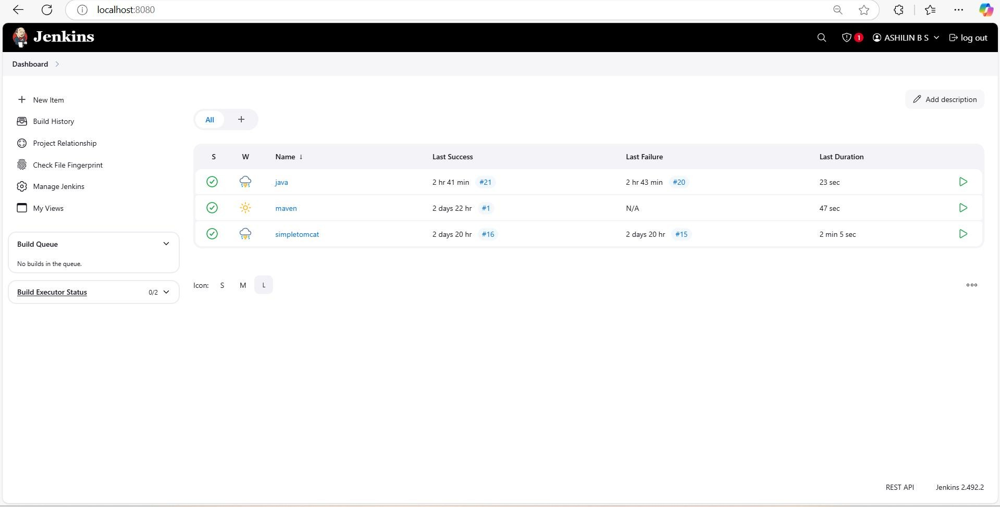 localhost:8080
Jenkins
1
ASHILIN B S
log out
Dashboard
New Item
Build History
Project Relationship
Check File Fingerprint
Manage Jenkins
My Views
Build Queue
No builds in the queue.
Build Executor Status 0/2
Add description
All +
S W Name ↓ Last Success Last Failure Last Duration
java 2 hr 41 min #21 2 hr 43 min #20 23 sec
maven 2 days 22 hr #1 N/A 47 sec
simpletomcat 2 days 20 hr #16 2 days 20 hr #15 2 min 5 sec
Icon: S M L
REST API Jenkins 2.492.2